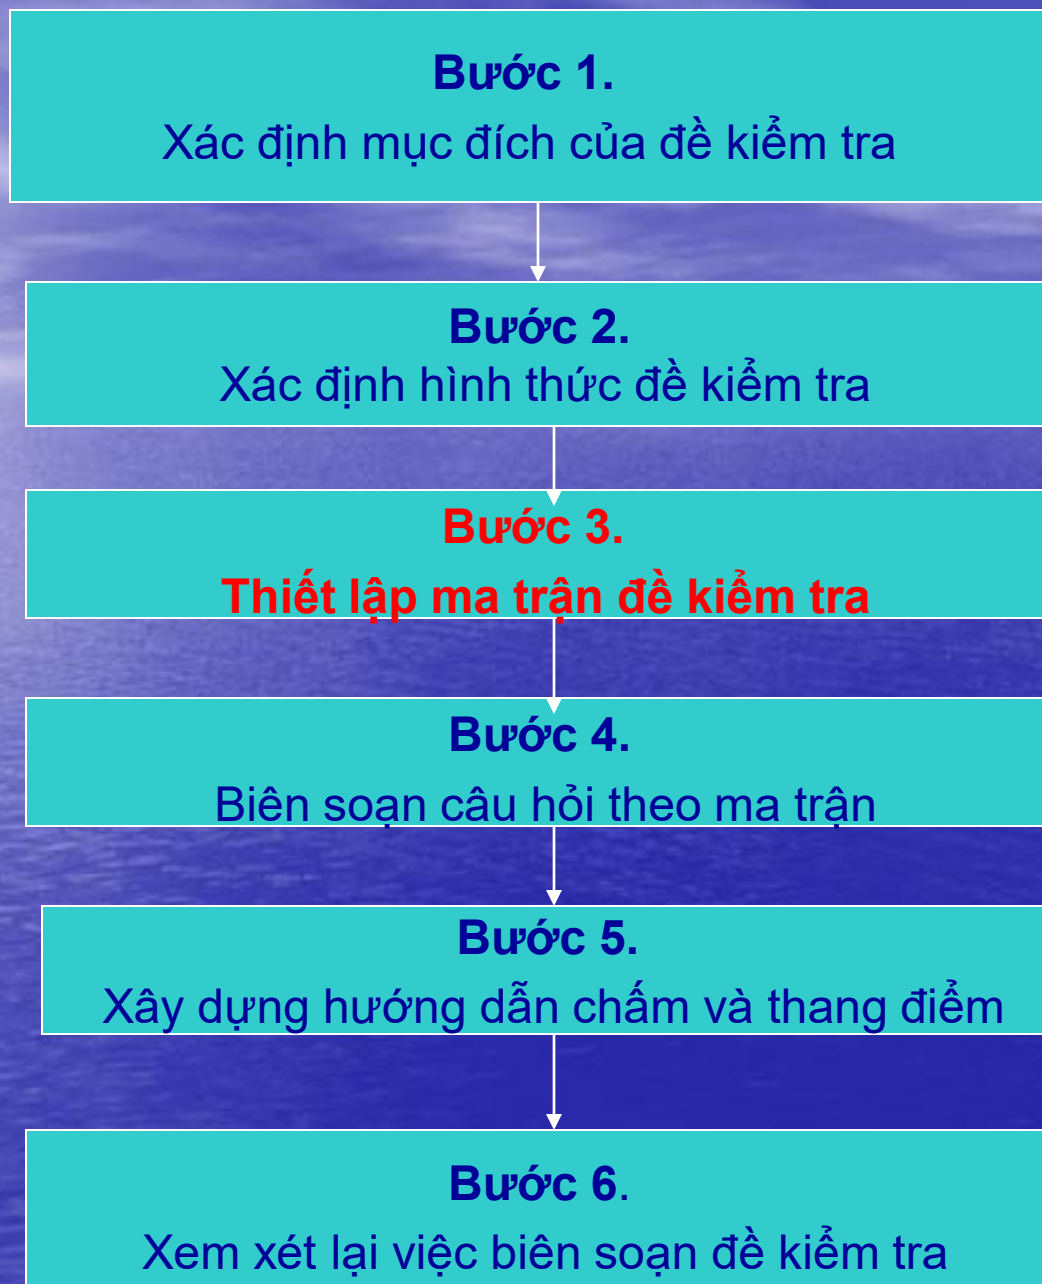 Bước 1.
Xác định mục đích của đề kiểm tra
Bước 2.
Xác định hình thức đề kiểm tra
Bước 3.
Thiết lập ma trận đề kiểm tra
Bước 4.
Biên soạn câu hỏi theo ma trận
Bước 5.
Xây dựng hướng dẫn chấm và thang điểm
Bước 6.
Xem xét lại việc biên soạn đề kiểm tra